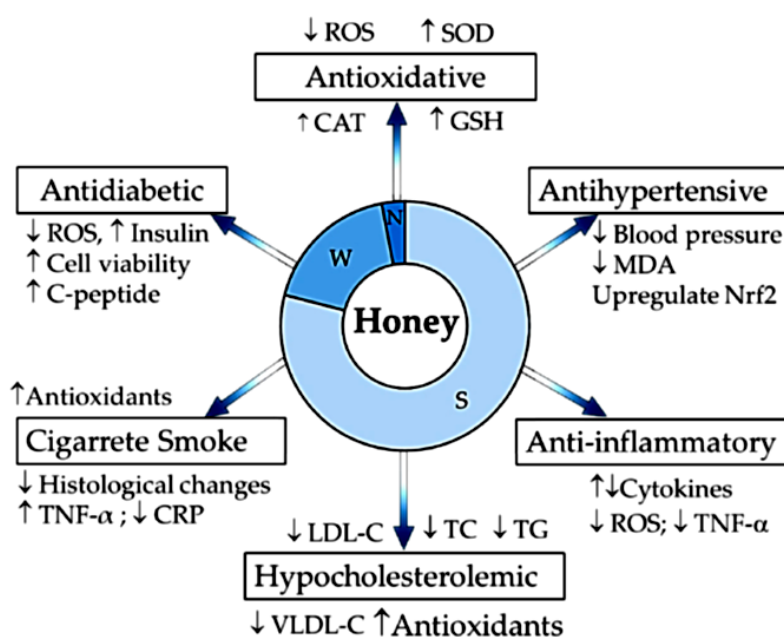 ↓ ROS ↑ SOD
Antioxidative
↑ CAT ↑ GSH
Antidiabetic
↓ ROS, ↑ Insulin
↑ Cell viability
↑ C-peptide
Antihypertensive
↓ Blood pressure
↓ MDA
Upregulate Nrf2
N
W
Honey
S
↑Antioxidants
Cigarrete Smoke
↓ Histological changes
↑ TNF-α ; ↓ CRP
Anti-inflammatory
↑↓Cytokines
↓ ROS; ↓ TNF-α
↓ LDL-C ↓ TC ↓ TG
Hypocholesterolemic
↓ VLDL-C ↑Antioxidants